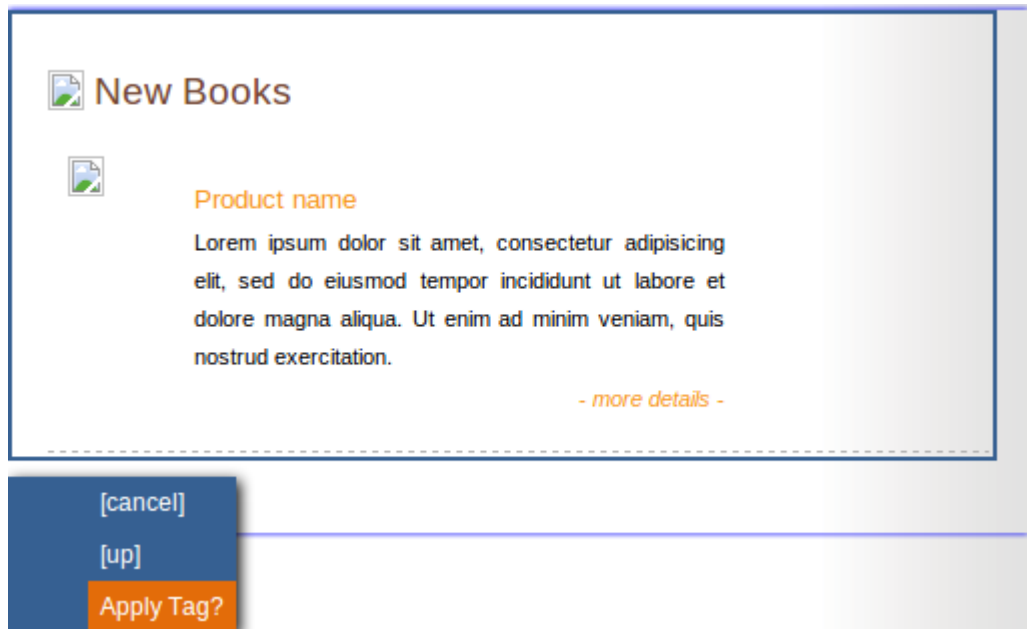 New Books
Product name
Lorem ipsum dolor sit amet, consectetur adipisicing
elit, sed do eiusmod tempor incididunt ut labore et
dolore magna aliqua. Ut enim ad minim veniam, quis
nostrud exercitation.
- more details -
[cancel]
[up]
Apply Tag?